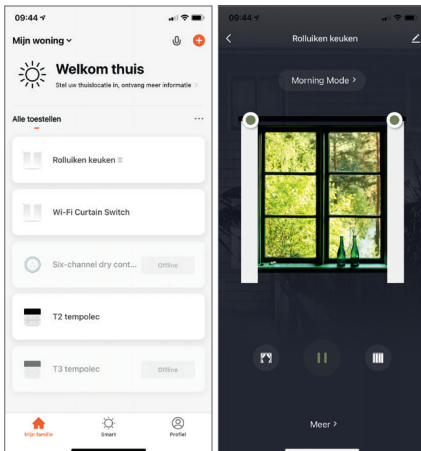 09:44
Mijn woning
Welkom thuis
Stel uw thuislocatie in, ontvang meer informatie
Alle toestellen
Rolluiken keuken
Wi-Fi Curtain Switch
Six-channel dry cont... Offline
T2 tempolec
T3 tempolec Offline
Mijn familie Smart Profiel
09:44
Rolluiken keuken
Morning Mode
Meer